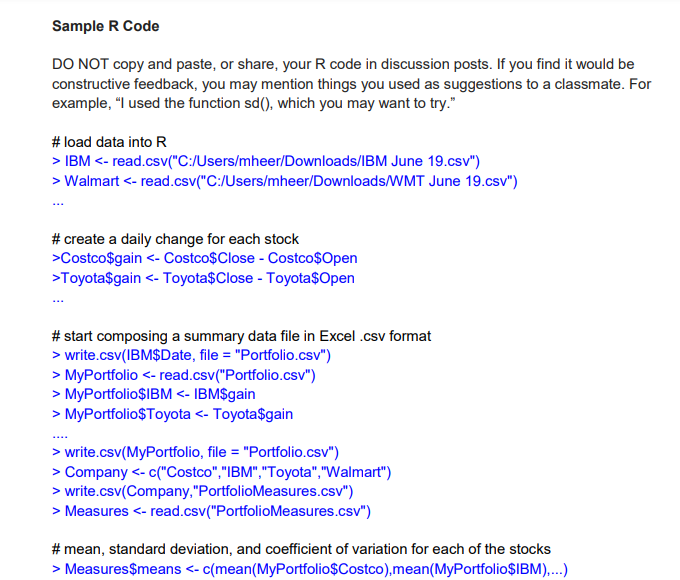 Sample R Code
DO NOT copy and paste, or share, your R code in discussion posts. If you find it would be
constructive feedback, you may mention things you used as suggestions to a classmate. For
example, “I used the function sd(), which you may want to try.”
# load data into R
> IBM <- read.csv("C:/Users/mheer/Downloads/IBM June 19.csv")
> Walmart <- read.csv("C:/Users/mheer/Downloads/WMT June 19.csv")
...
# create a daily change for each stock
>Costco$gain <- Costco$Close - Costco$Open
>Toyota$gain <- Toyota$Close - Toyota$Open
...
# start composing a summary data file in Excel .csv format
> write.csv(IBM$Date, file = "Portfolio.csv")
> MyPortfolio <- read.csv("Portfolio.csv")
> MyPortfolio$IBM <- IBM$gain
> MyPortfolio$Toyota <- Toyota$gain
....
> write.csv(MyPortfolio, file = "Portfolio.csv")
> Company <- c("Costco","IBM","Toyota","Walmart")
> write.csv(Company,"PortfolioMeasures.csv")
> Measures <- read.csv("PortfolioMeasures.csv")
# mean, standard deviation, and coefficient of variation for each of the stocks
> Measures$means <- c(mean(MyPortfolio$Costco),mean(MyPortfolio$IBM),...)